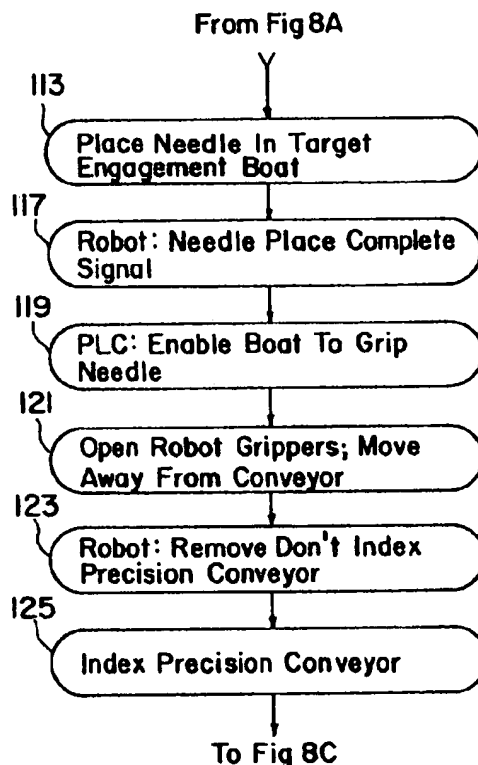 From Fig 8A
113
Place Needle In Target
Engagement Boat
117
Robot: Needle Place Complete
Signal
119
PLC: Enable Boat To Grip
Needle
121
Open Robot Grippers; Move
Away From Conveyor
123
Robot: Remove Don't Index
Precision Conveyor
125
Index Precision Conveyor
To Fig 8C